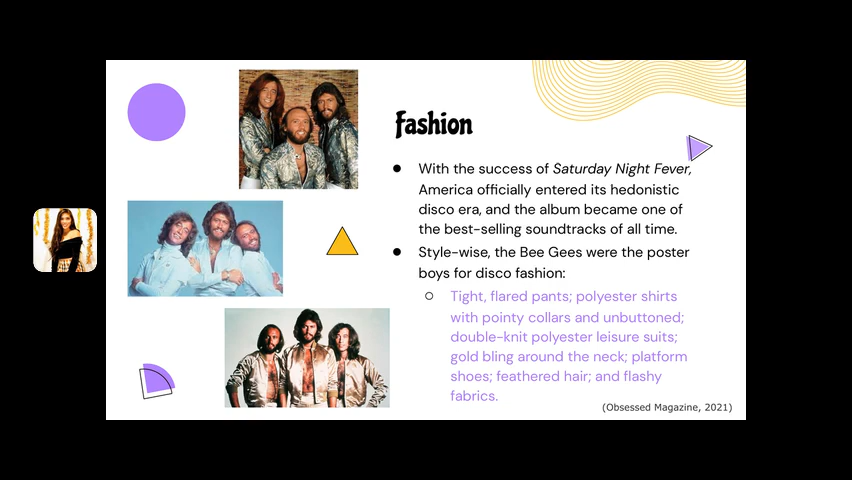 Fashion
● With the success of Saturday Night Fever,
America officially entered its hedonistic
disco era, and the album became one of
the best-selling soundtracks of all time.
● Style-wise, the Bee Gees were the poster
boys for disco fashion:
○ Tight, flared pants; polyester shirts
with pointy collars and unbuttoned;
double-knit polyester leisure suits;
gold bling around the neck; platform
shoes; feathered hair; and flashy
fabrics.
(Obsessed Magazine, 2021)